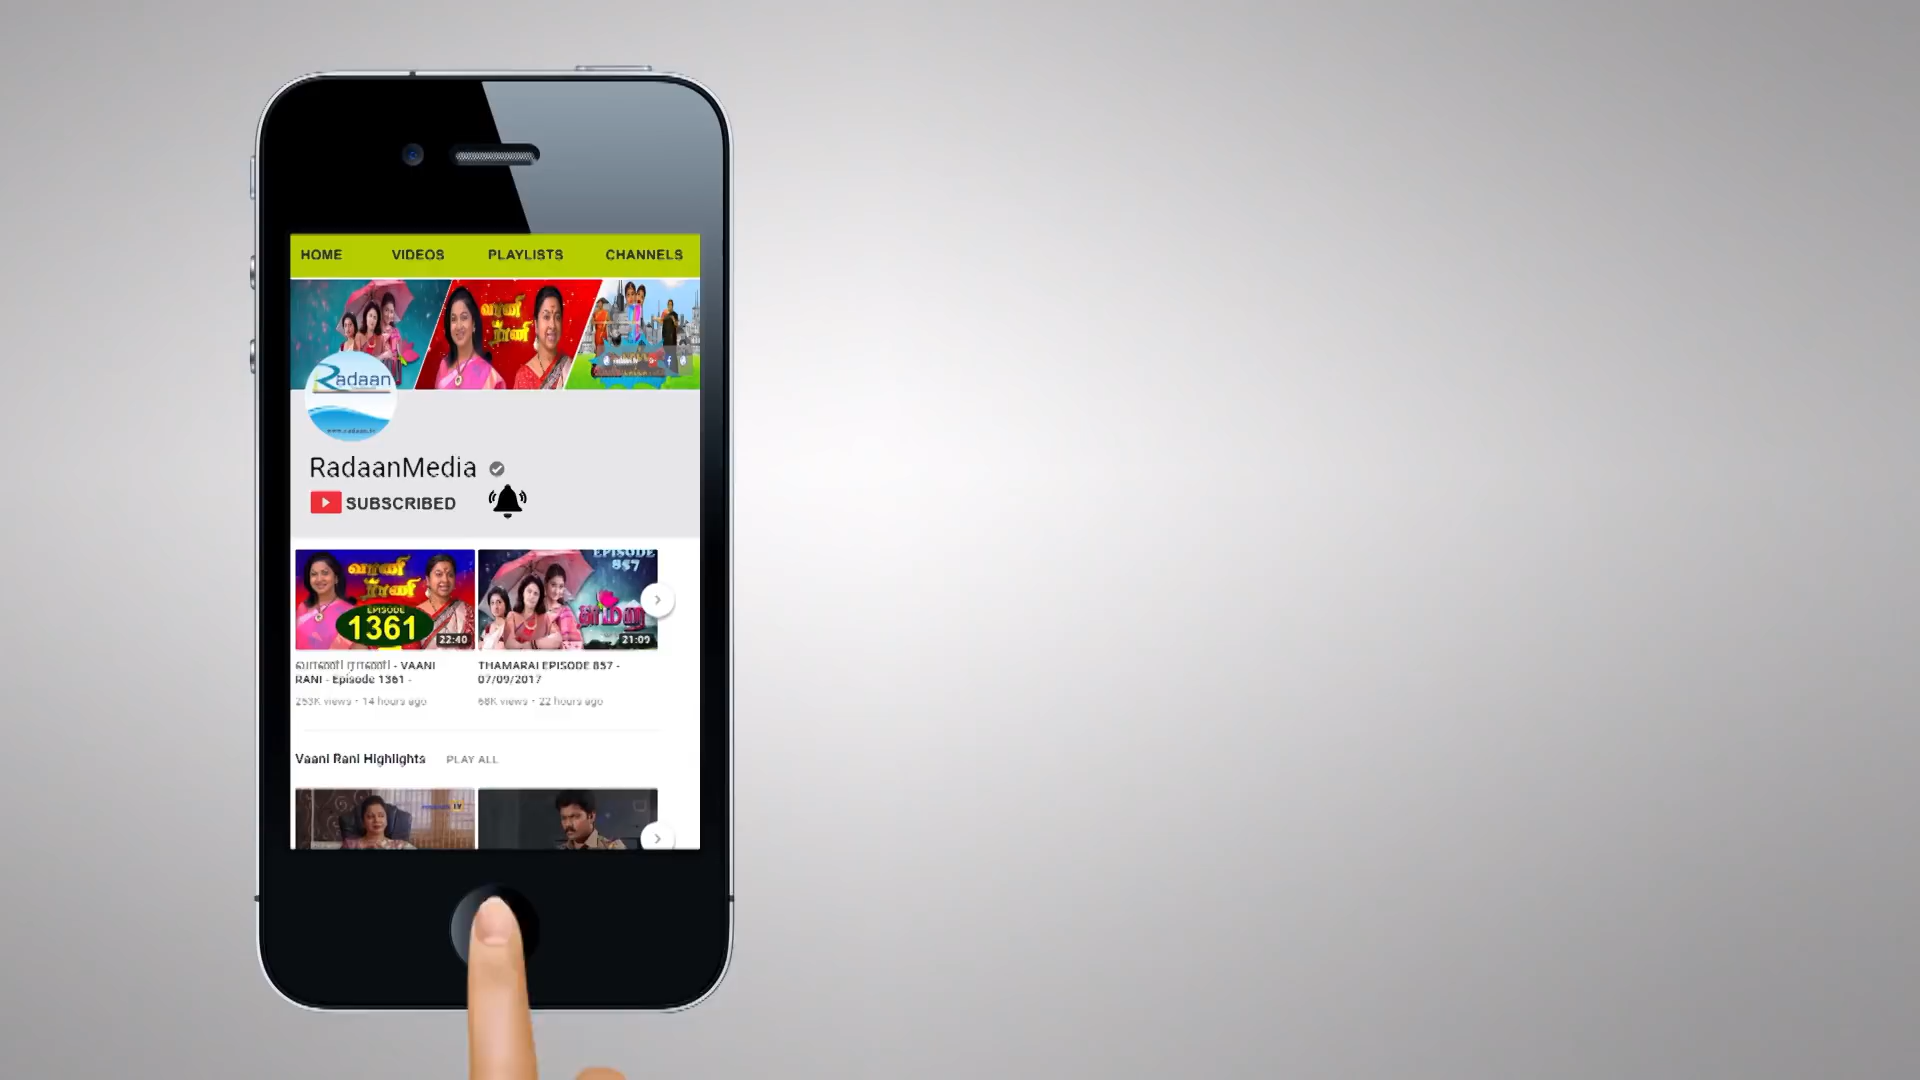 HOME VIDEOS PLAYLISTS CHANNELS
வாணி
ராணி
Radaan
RadaanMedia
SUBSCRIBED
வாணி
ராணி
EPISODE
1361
22:40
EPISODE
857
தாமரை
21:09
வாணி ராணி - VAANI
RANI - Episode 1361 -
253K views - 14 hours ago
THAMARAI EPISODE 857 -
07/09/2017
68K views - 22 hours ago
Vaani Rani Highlights PLAY ALL